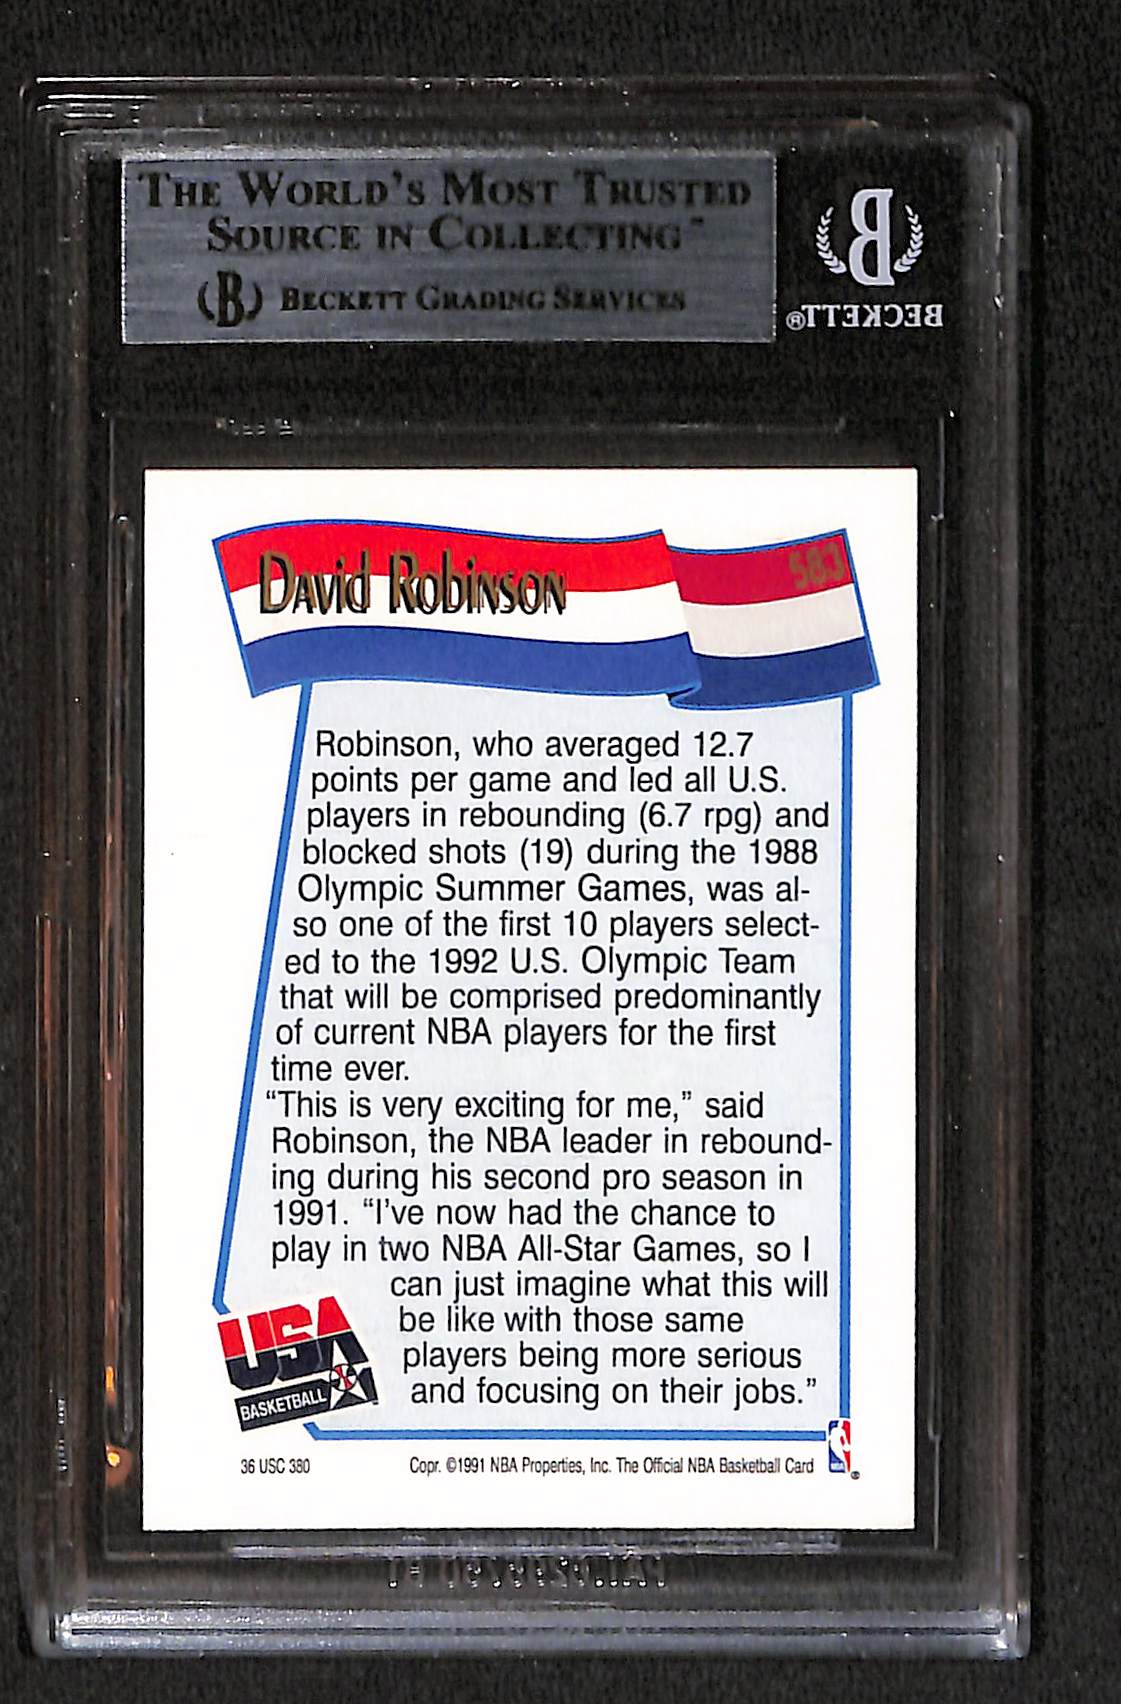 THE WORLD'S MOST TRUSTED
SOURCE IN COLLECTING™
B BECKETT GRADING SERVICES
B
BECKETT®
David Robinson
583
Robinson, who averaged 12.7
points per game and led all U.S.
players in rebounding (6.7 rpg) and
blocked shots (19) during the 1988
Olympic Summer Games, was al-
so one of the first 10 players select-
ed to the 1992 U.S. Olympic Team
that will be comprised predominantly
of current NBA players for the first
time ever.
“This is very exciting for me,” said
Robinson, the NBA leader in rebound-
ing during his second pro season in
1991. “I've now had the chance to
play in two NBA All-Star Games, so I
can just imagine what this will
be like with those same
players being more serious
and focusing on their jobs.”
USA
BASKETBALL
36 USC 380
Copr. ©1991 NBA Properties, Inc. The Official NBA Basketball Card
NBA
®